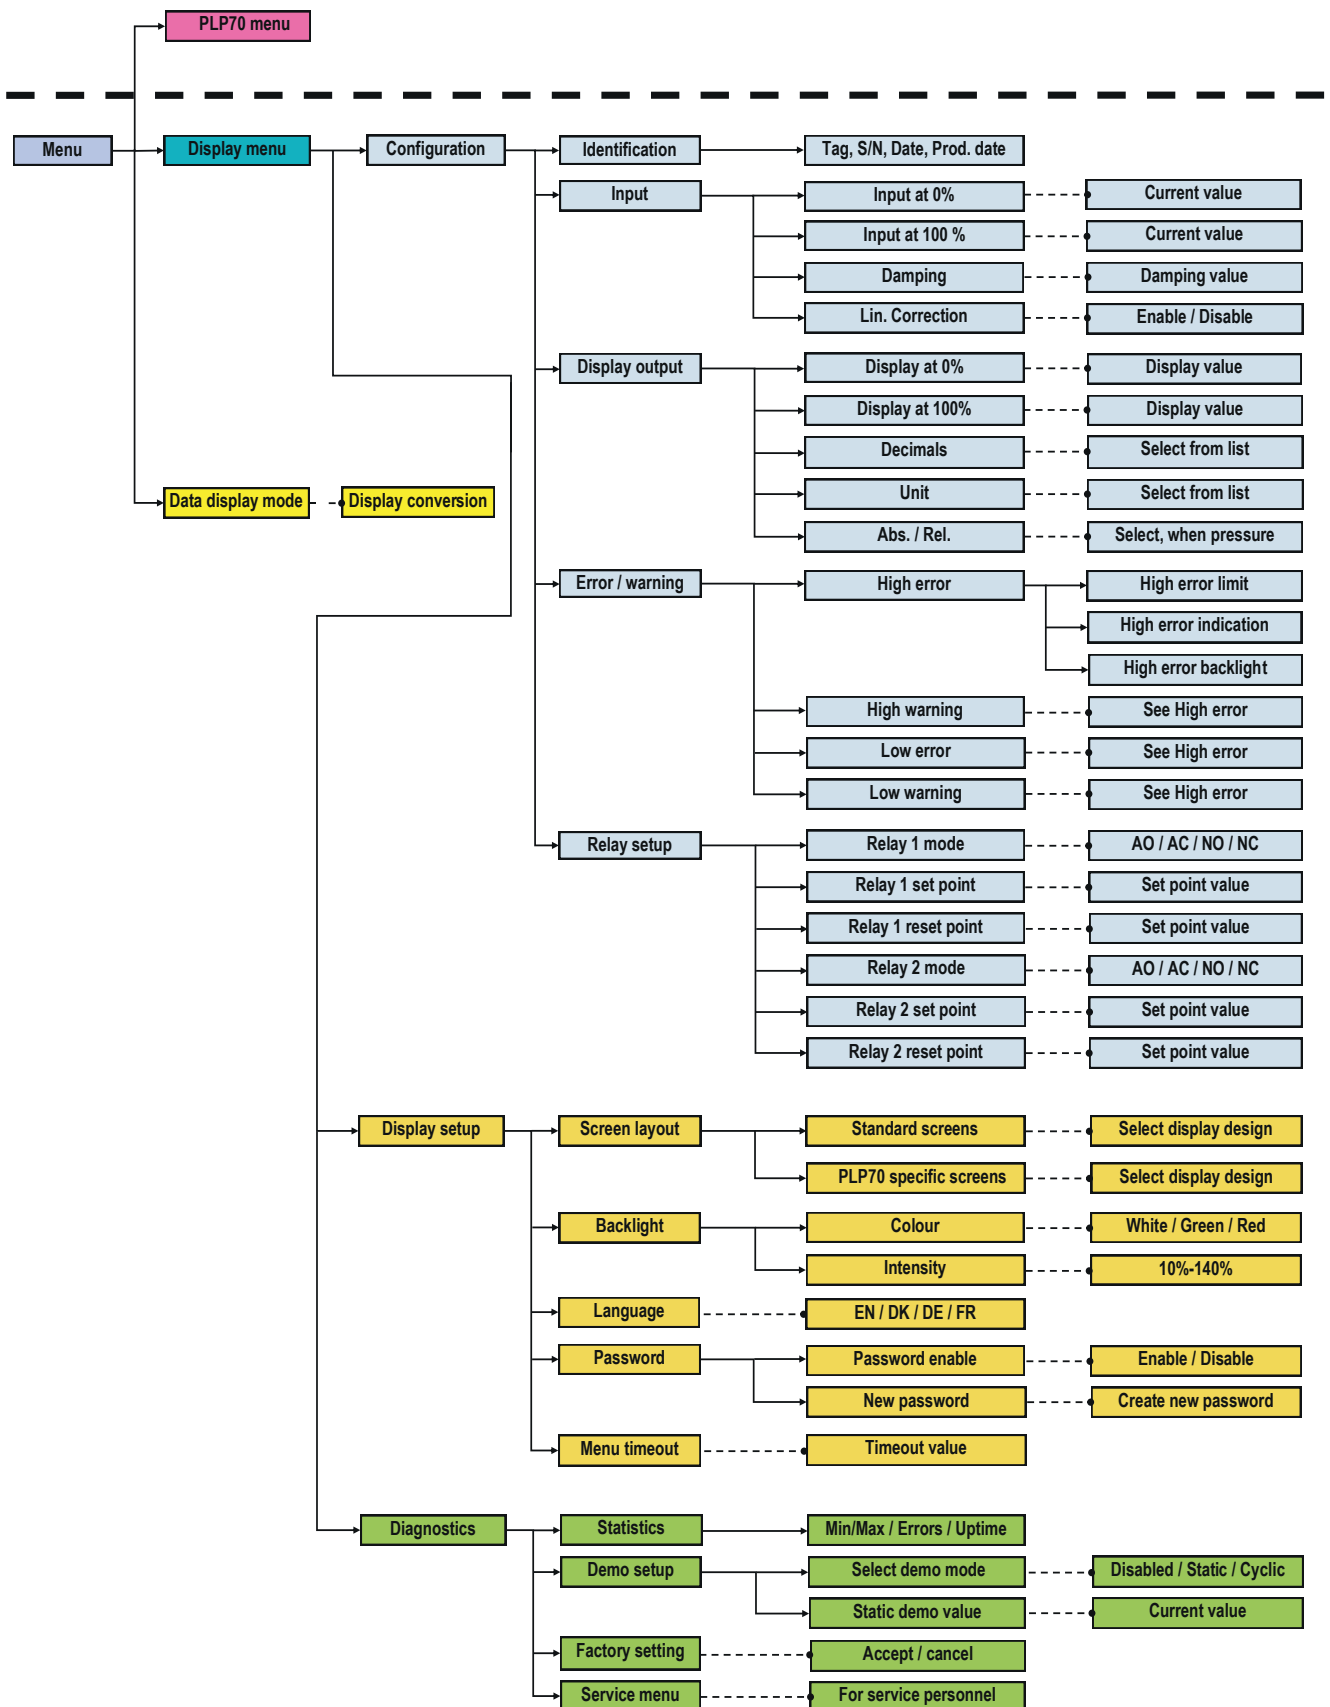 PLP70 menu
Menu
Display menu
Configuration
Identification
Tag, S/N, Date, Prod. date
Input
Input at 0%
Current value
Input at 100 %
Current value
Damping
Damping value
Lin. Correction
Enable / Disable
Display output
Display at 0%
Display value
Display at 100%
Display value
Decimals
Select from list
Data display mode
Display conversion
Unit
Select from list
Abs. / Rel.
Select, when pressure
Error / warning
High error
High error limit
High error indication
High error backlight
High warning
See High error
Low error
See High error
Low warning
See High error
Relay setup
Relay 1 mode
AO / AC / NO / NC
Relay 1 set point
Set point value
Relay 1 reset point
Set point value
Relay 2 mode
AO / AC / NO / NC
Relay 2 set point
Set point value
Relay 2 reset point
Set point value
Display setup
Screen layout
Standard screens
Select display design
PLP70 specific screens
Select display design
Backlight
Colour
White / Green / Red
Intensity
10%-140%
Language
EN / DK / DE / FR
Password
Password enable
Enable / Disable
New password
Create new password
Menu timeout
Timeout value
Diagnostics
Statistics
Min/Max / Errors / Uptime
Demo setup
Select demo mode
Disabled / Static / Cyclic
Static demo value
Current value
Factory setting
Accept / cancel
Service menu
For service personnel